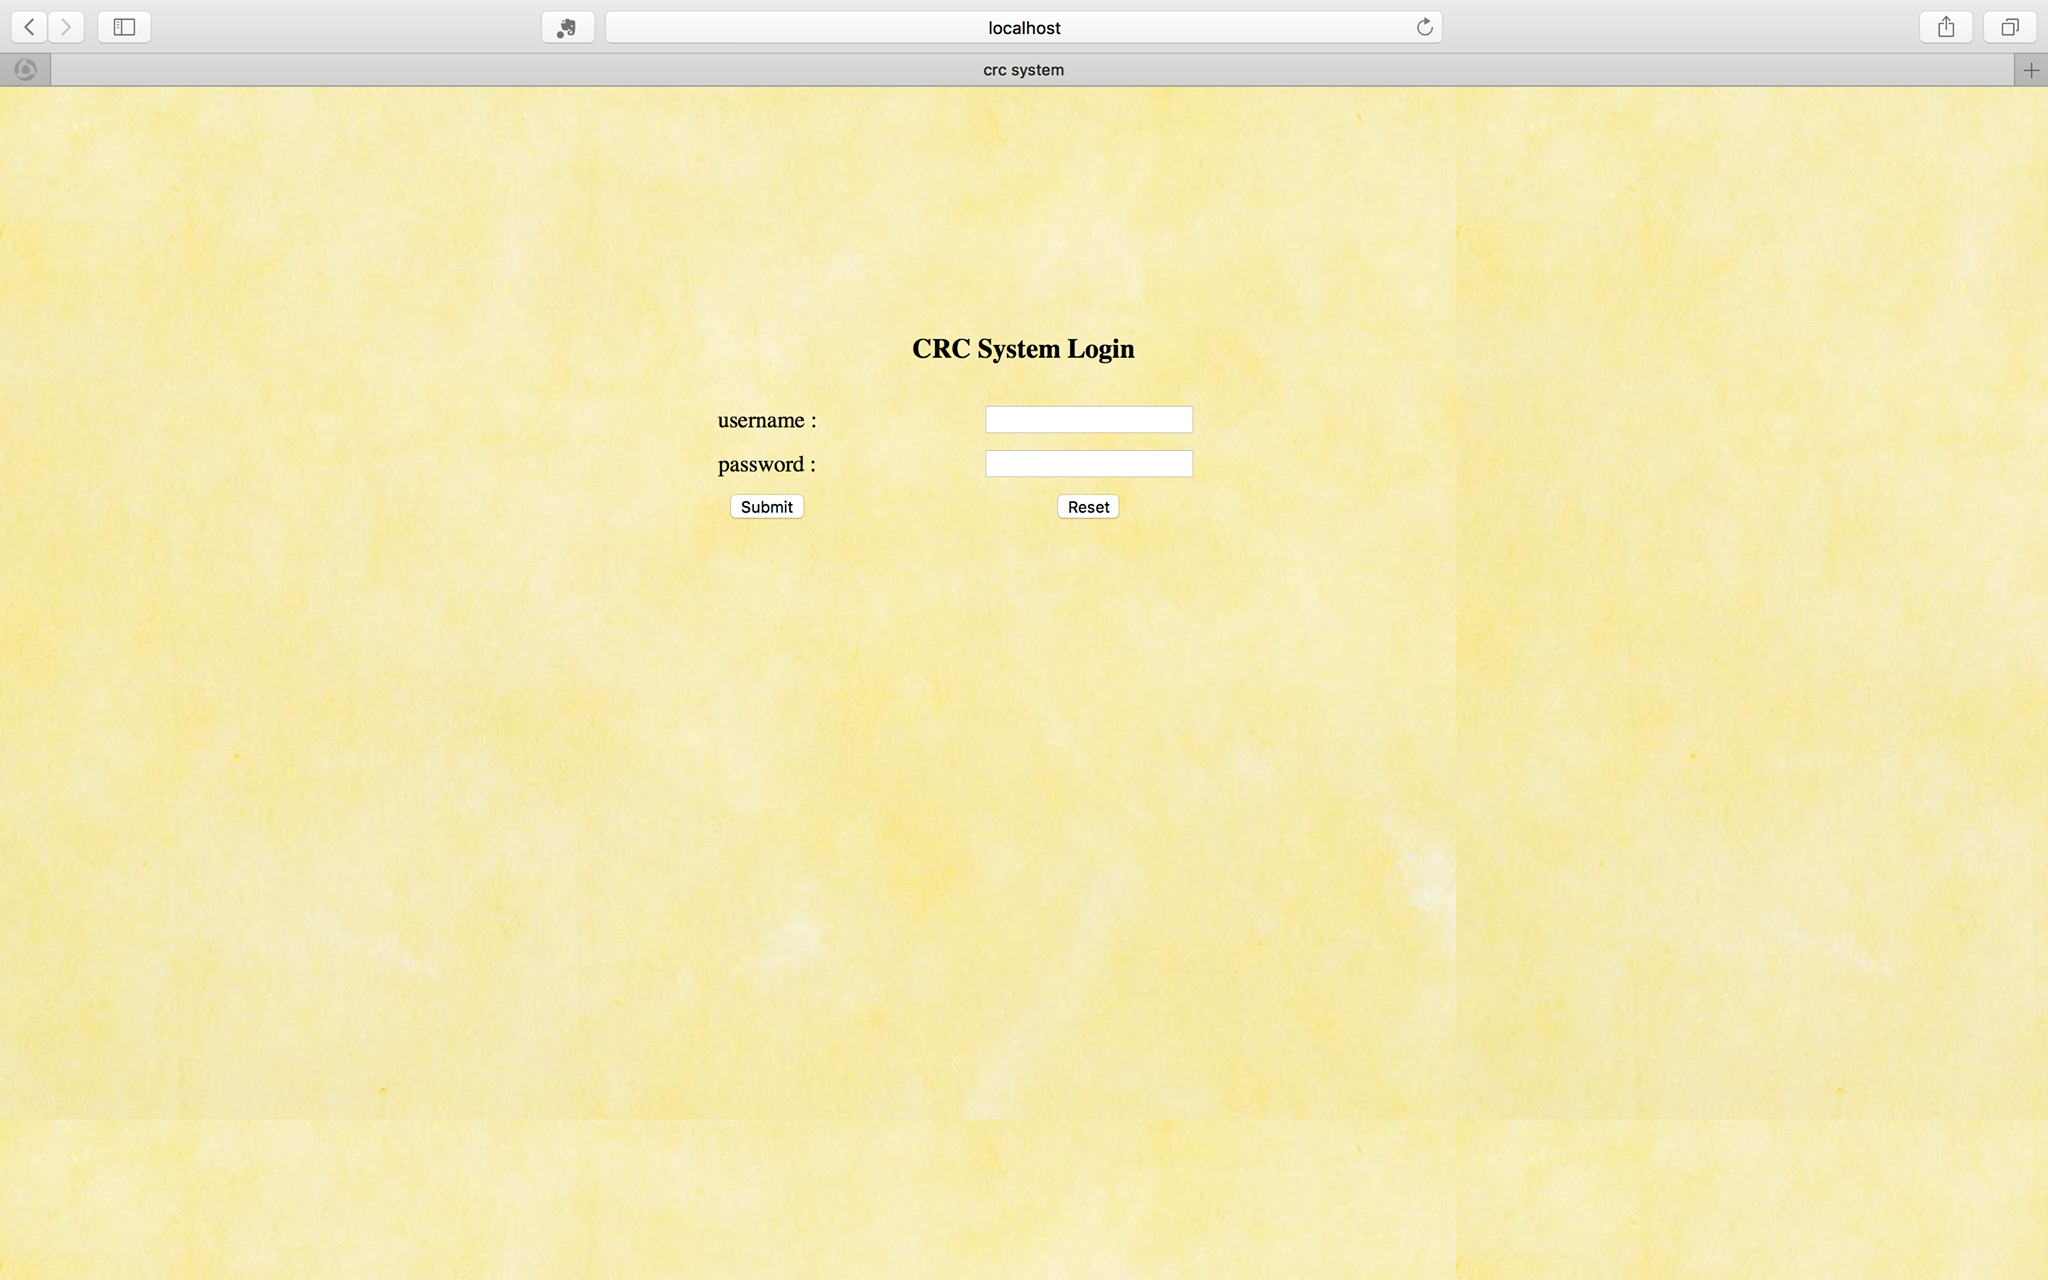 localhost
crc system
CRC System Login
username :
password :
Submit Reset